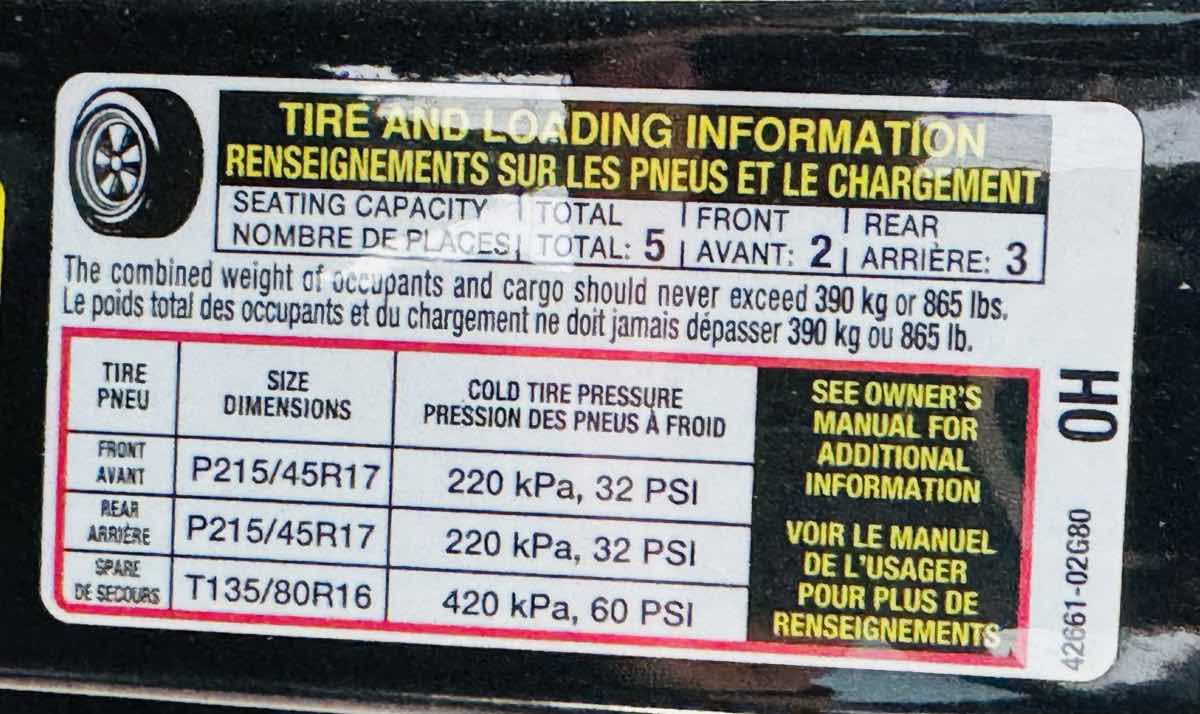 TIRE AND LOADING INFORMATION
RENSEIGNEMENTS SUR LES PNEUS ET LE CHARGEMENT
SEATING CAPACITY | TOTAL | FRONT | REAR
NOMBRE DE PLACES | TOTAL: 5 | AVANT: 2 | ARRIÈRE: 3
The combined weight of occupants and cargo should never exceed 390 kg or 865 lbs.
Le poids total des occupants et du chargement ne doit jamais dépasser 390 kg ou 865 lb.
TIRE
PNEU
SIZE
DIMENSIONS
COLD TIRE PRESSURE
PRESSION DES PNEUS À FROID
FRONT
AVANT
P215/45R17
220 kPa, 32 PSI
REAR
ARRIÈRE
P215/45R17
220 kPa, 32 PSI
SPARE
DE SECOURS
T135/80R16
420 kPa, 60 PSI
SEE OWNER'S
MANUAL FOR
ADDITIONAL
INFORMATION
VOIR LE MANUEL
DE L'USAGER
POUR PLUS DE
RENSEIGNEMENTS
0H
42661-02G80